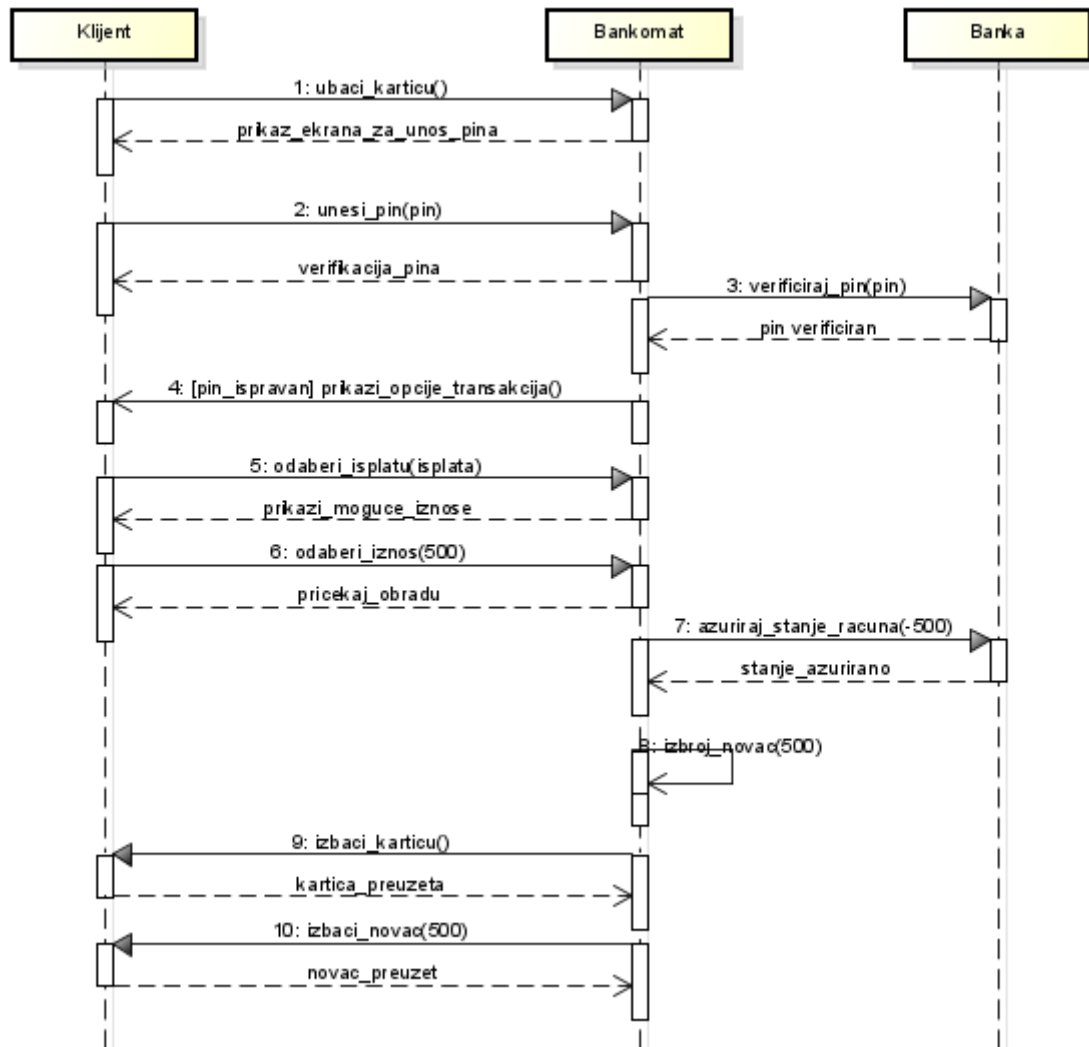 Klijent
Bankomat
Banka
1: ubaci_karticu()
prikaz_ekrana_za_unos_pina
2: unesi_pin(pin)
verifikacija_pina
3: verificiraj_pin(pin)
pin verificiran
4: [pin_ispravan] prikazi_opcije_transakcija()
5: odaberi_isplatu(isplata)
prikazi_moguce_iznose
6: odaberi_iznos(500)
pricekaj_obradu
7: azuriraj_stanje_racuna(-500)
stanje_azurirano
8: izbroj_novac(500)
9: izbaci_karticu()
kartica_preuzeta
10: izbaci_novac(500)
novac_preuzet